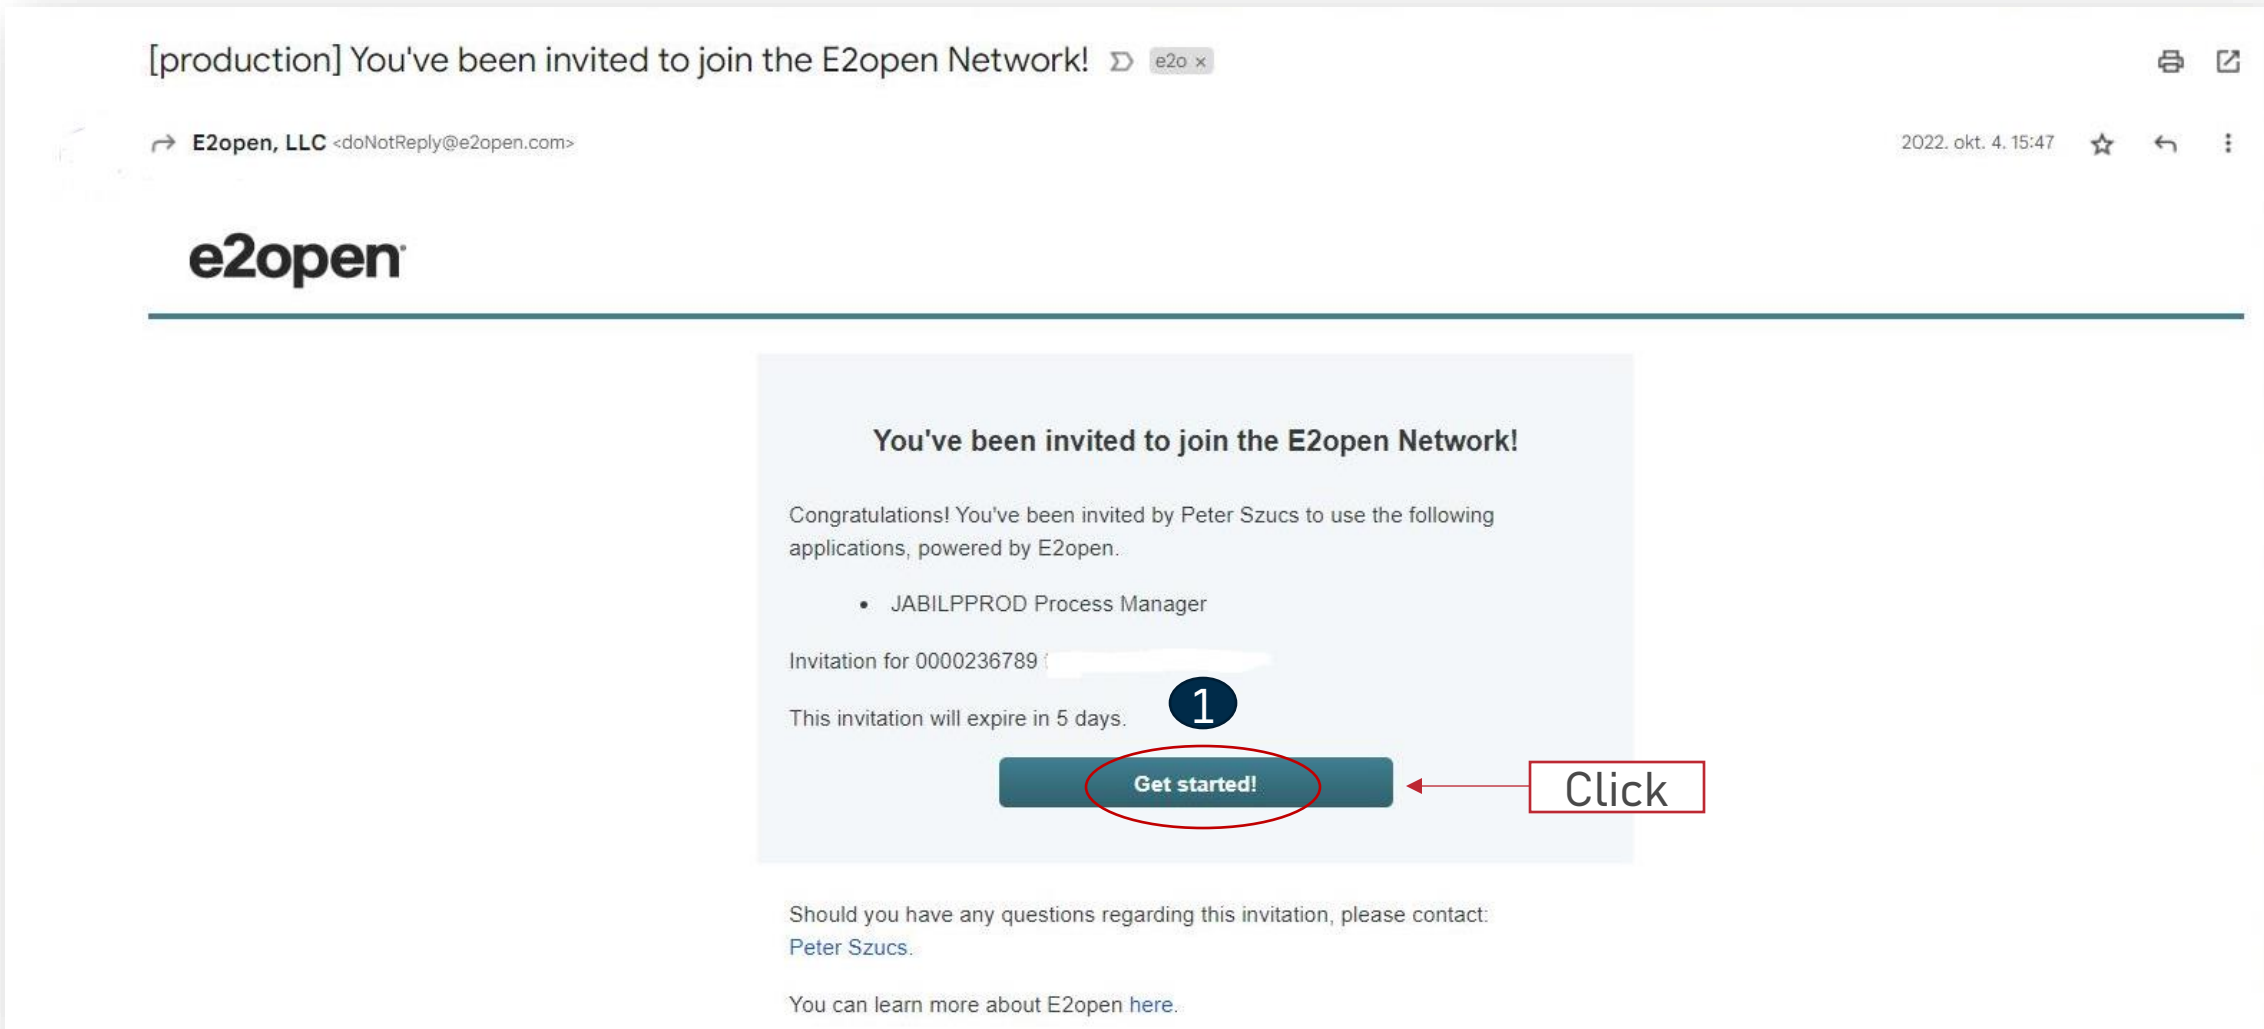 [production] You've been invited to join the E2open Network! e2o ×
E2open, LLC <doNotReply@e2open.com> 2022. okt. 4. 15:47
e2open
You've been invited to join the E2open Network!
Congratulations! You've been invited by Peter Szucs to use the following
applications, powered by E2open.
• JABILPPROD Process Manager
Invitation for 0000236789
1
This invitation will expire in 5 days.
Get started!
Click
Should you have any questions regarding this invitation, please contact:
Peter Szucs.
You can learn more about E2open here.